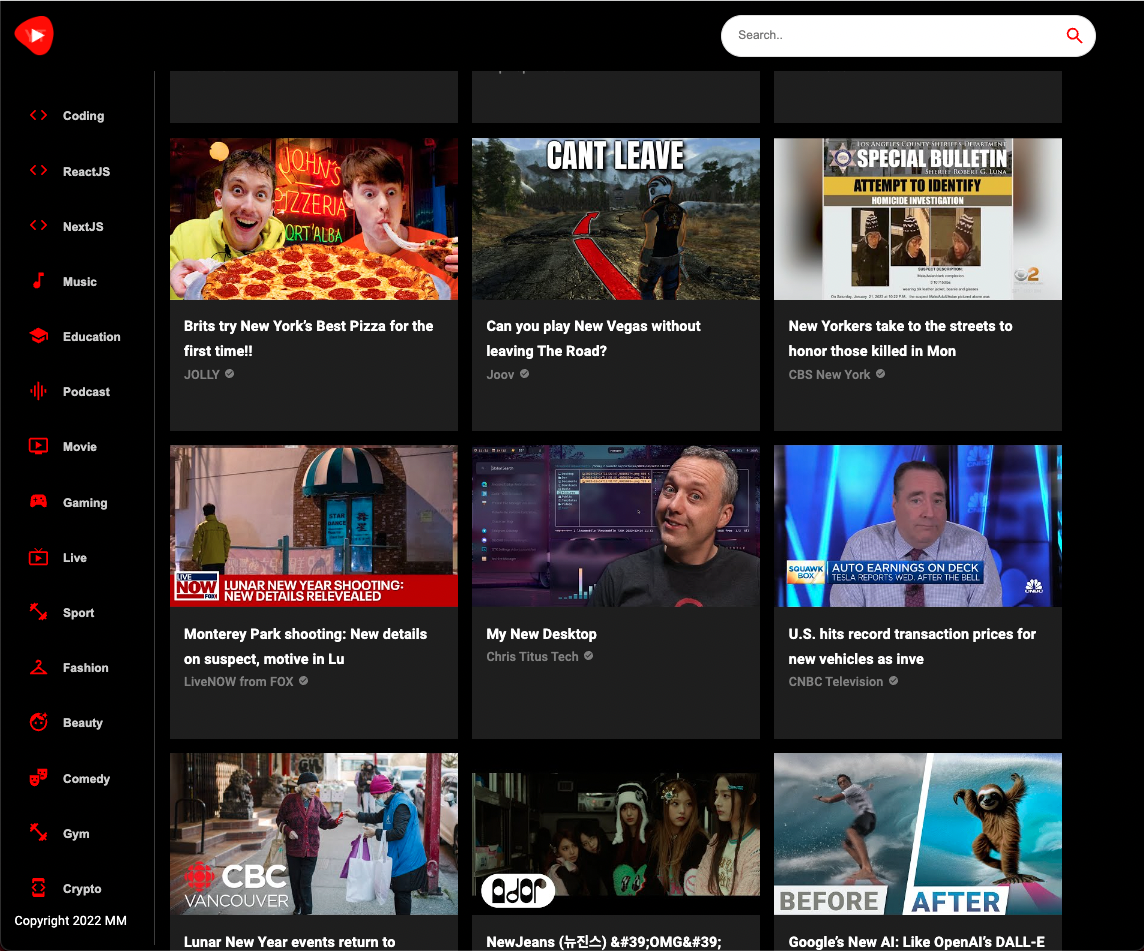 Search..
Coding
ReactJS
NextJS
Music
Education
Podcast
Movie
Gaming
Live
Sport
Fashion
Beauty
Comedy
Gym
Crypto
Copyright 2022 MM
JOHN'S
PIZZERIA
PORT'ALBA
CANT LEAVE
LOS ANGELES COUNTY SHERIFF'S DEPARTMENT
SPECIAL BULLETIN
SHERIFF ROBERT G. LUNA
ATTEMPT TO IDENTIFY
HOMICIDE INVESTIGATION
SUSPECT DESCRIPTION
2
Brits try New York's Best Pizza for the
first time!!
JOLLY
Can you play New Vegas without
leaving The Road?
Joov
New Yorkers take to the streets to
honor those killed in Mon
CBS New York
STAR
DANCE
LIVE
NOW
FOX
LUNAR NEW YEAR SHOOTING:
NEW DETAILS RELEVEALED
SQUAWK
BOX
AUTO EARNINGS ON DECK
TESLA REPORTS WED. AFTER THE BELL
CNBC
Monterey Park shooting: New details
on suspect, motive in Lu
LiveNOW from FOX
My New Desktop
Chris Titus Tech
U.S. hits record transaction prices for
new vehicles as inve
CNBC Television
CBC
VANCOUVER
ador
BEFORE
AFTER
Lunar New Year events return to
NewJeans (뉴진스) &#39;OMG&#39;
Google's New AI: Like OpenAI's DALL-E